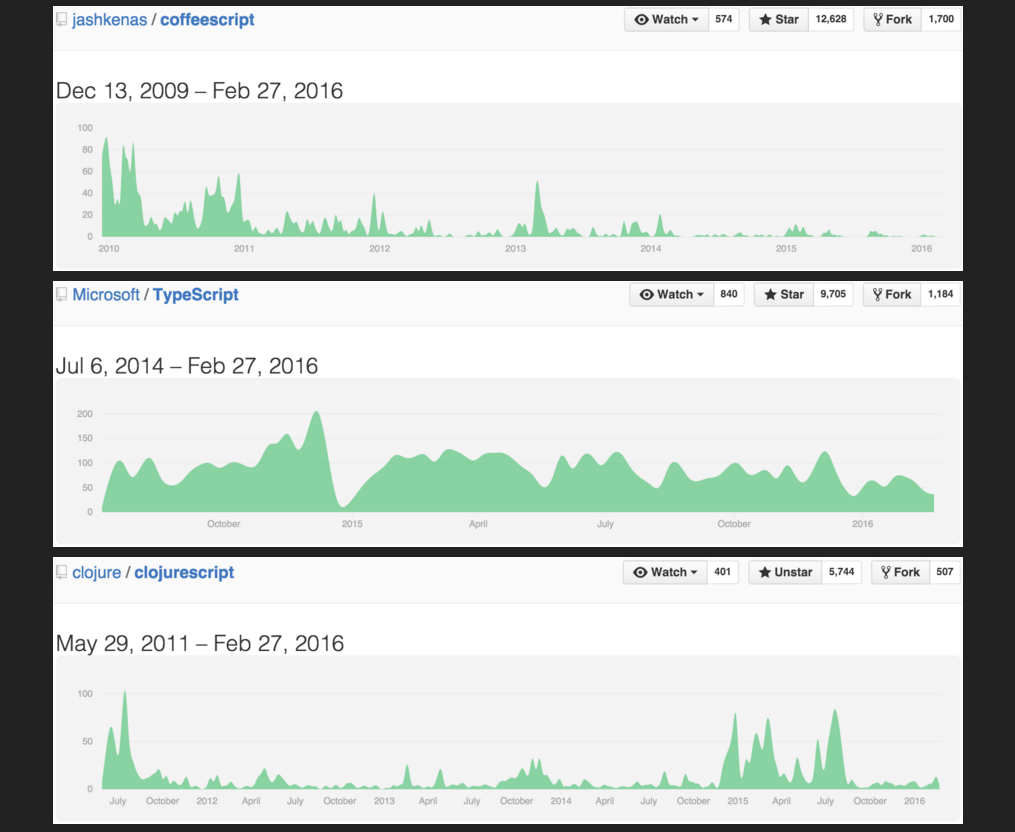 jashkenas / coffeescript Watch 574 Star 12,628 Fork 1,700
Dec 13, 2009 – Feb 27, 2016
100
80
60
40
20
0
2010 2011 2012 2013 2014 2015 2016
Microsoft / TypeScript Watch 840 Star 9,705 Fork 1,184
Jul 6, 2014 – Feb 27, 2016
200
150
100
50
0
October 2015 April July October 2016
clojure / clojurescript Watch 401 Unstar 5,744 Fork 507
May 29, 2011 – Feb 27, 2016
100
50
0
July October 2012 April July October 2013 April July October 2014 April July October 2015 April July October 2016